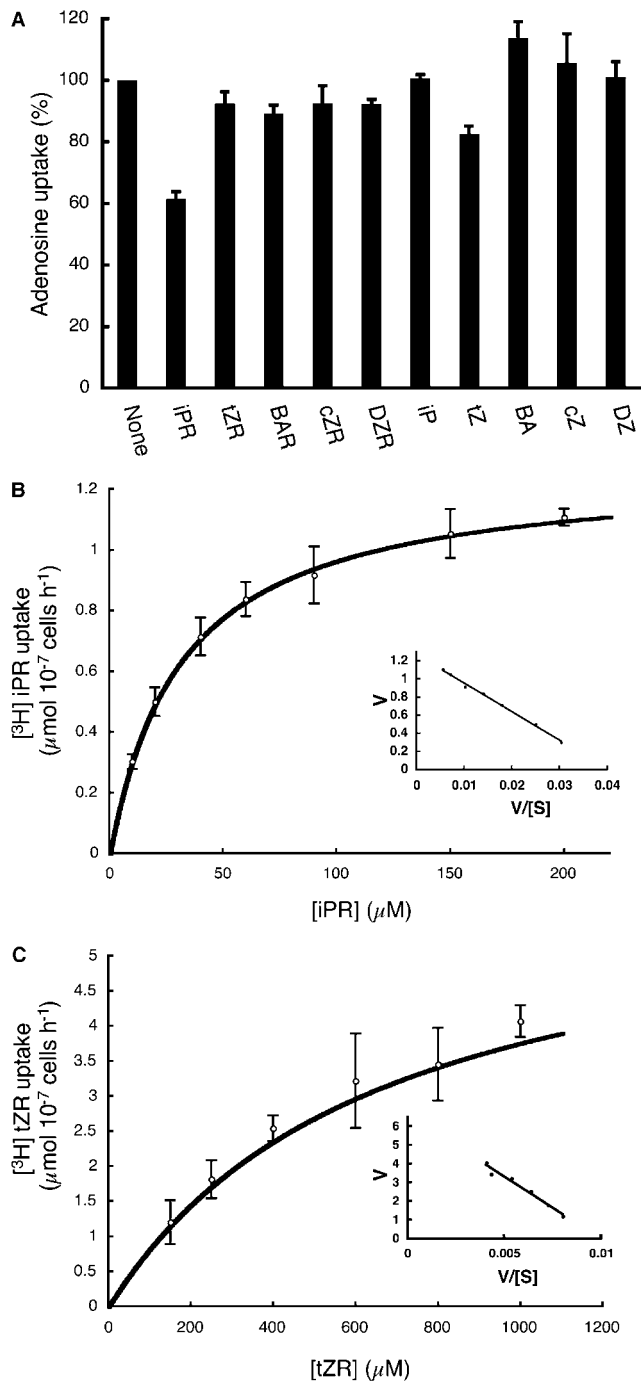 A
Adenosine uptake (%)
120
100
80
60
40
20
0
None iPR tZR BAR cZR DZR iP tZ BA cZ DZ
B
[³H] iPR uptake
(μmol 10⁻⁷ cells h⁻¹)
1.2
1
0.8
0.6
0.4
0.2
0
0 50 100 150 200
[iPR] (μM)
V
1.2
1
0.8
0.6
0.4
0.2
0
0.01 0.02 0.03 0.04
V/[S]
C
[³H] tZR uptake
(μmol 10⁻⁷ cells h⁻¹)
5
4.5
4
3.5
3
2.5
2
1.5
1
0.5
0
0 200 400 600 800 1000 1200
[tZR] (μM)
V
6
5
4
3
2
1
0
0 0.005 0.01
V/[S]